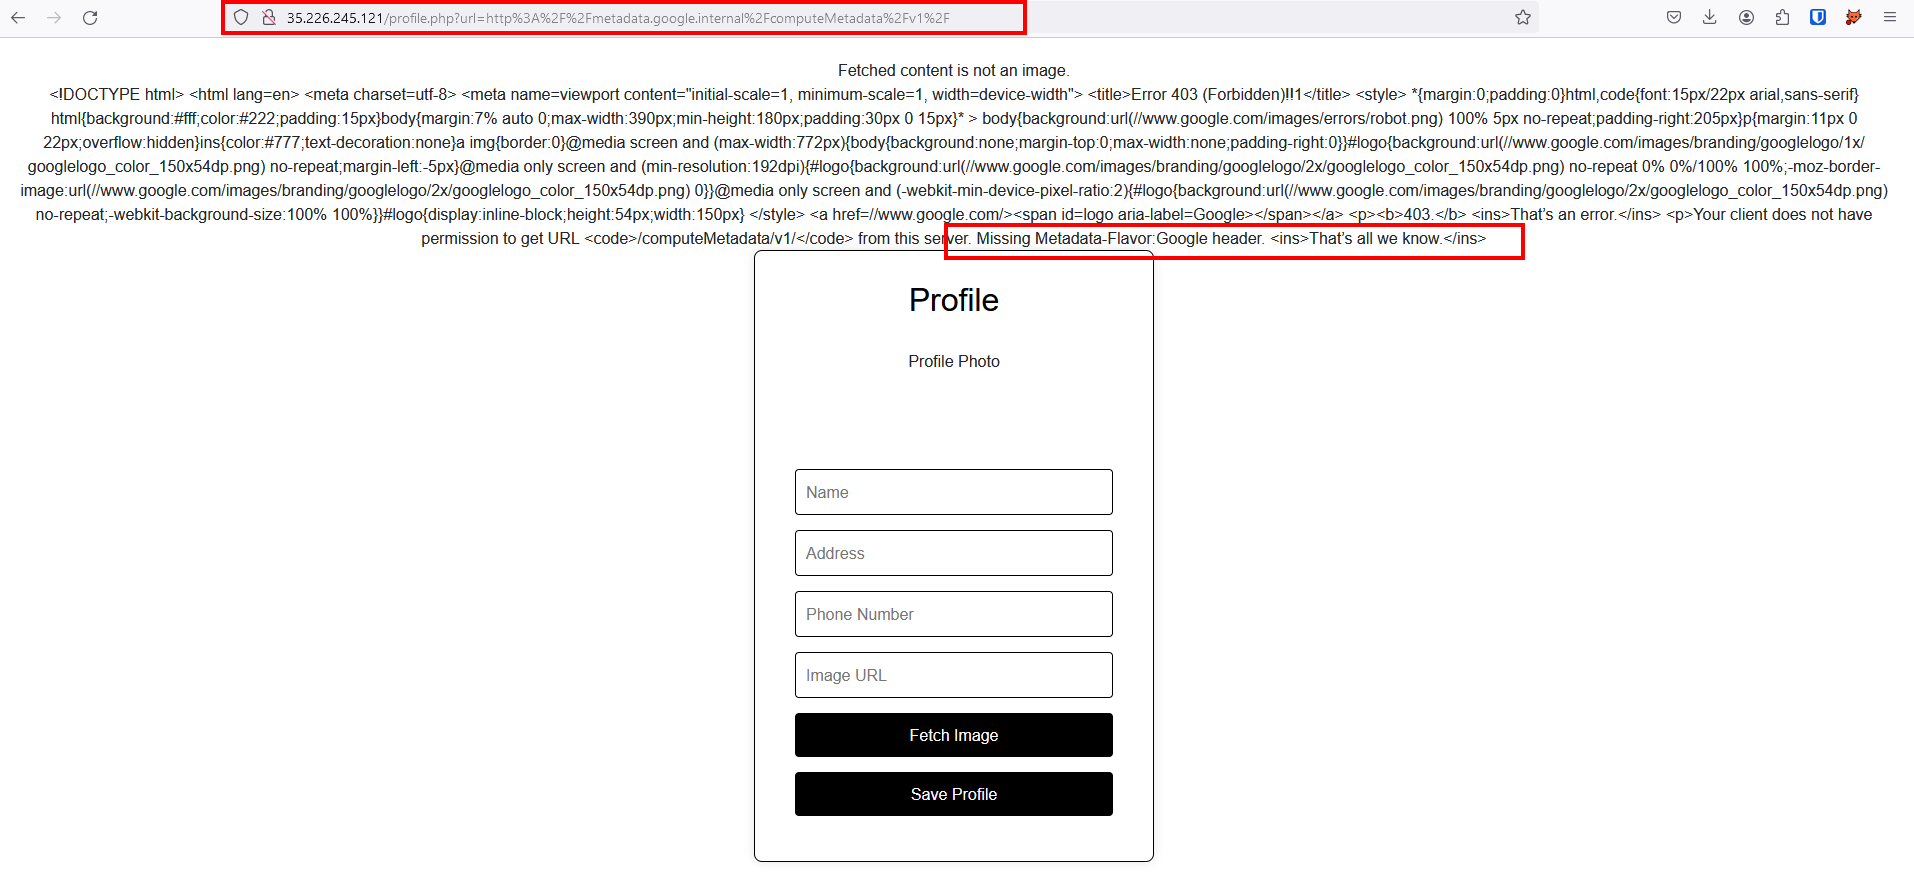 35.226.245.121/profile.php?url=http%3A%2F%2Fmetadata.google.internal%2FcomputeMetadata%2Fv1%2F
Fetched content is not an image.
<!DOCTYPE html> <html lang=en> <meta charset=utf-8> <meta name=viewport content="initial-scale=1, minimum-scale=1, width=device-width"> <title>Error 403 (Forbidden)!!1</title> <style> *{margin:0;padding:0}html,code{font:15px/22px arial,sans-serif}
html{background:#fff;color:#222;padding:15px}body{margin:7% auto 0;max-width:390px;min-height:180px;padding:30px 0 15px}* > body{background:url(//www.google.com/images/errors/robot.png) 100% 5px no-repeat;padding-right:205px}p{margin:11px 0
22px;overflow:hidden}ins{color:#777;text-decoration:none}a img{border:0}@media screen and (max-width:772px){body{background:none;margin-top:0;max-width:none;padding-right:0}}#logo{background:url(//www.google.com/images/branding/googlelogo/1x/
googlelogo_color_150x54dp.png) no-repeat;margin-left:-5px}@media only screen and (min-resolution:192dpi){#logo{background:url(//www.google.com/images/branding/googlelogo/2x/googlelogo_color_150x54dp.png) no-repeat 0% 0%/100% 100%;-moz-border-
image:url(//www.google.com/images/branding/googlelogo/2x/googlelogo_color_150x54dp.png) 0}}@media only screen and (-webkit-min-device-pixel-ratio:2){#logo{background:url(//www.google.com/images/branding/googlelogo/2x/googlelogo_color_150x54dp.png)
no-repeat;-webkit-background-size:100% 100%}}#logo{display:inline-block;height:54px;width:150px} </style> <a href=//www.google.com/><span id=logo aria-label=Google></span></a> <p><b>403.</b> <ins>That’s an error.</ins> <p>Your client does not have
permission to get URL <code>/computeMetadata/v1/</code> from this server. Missing Metadata-Flavor:Google header. <ins>That’s all we know.</ins>
Profile
Profile Photo
Name
Address
Phone Number
Image URL
Fetch Image
Save Profile